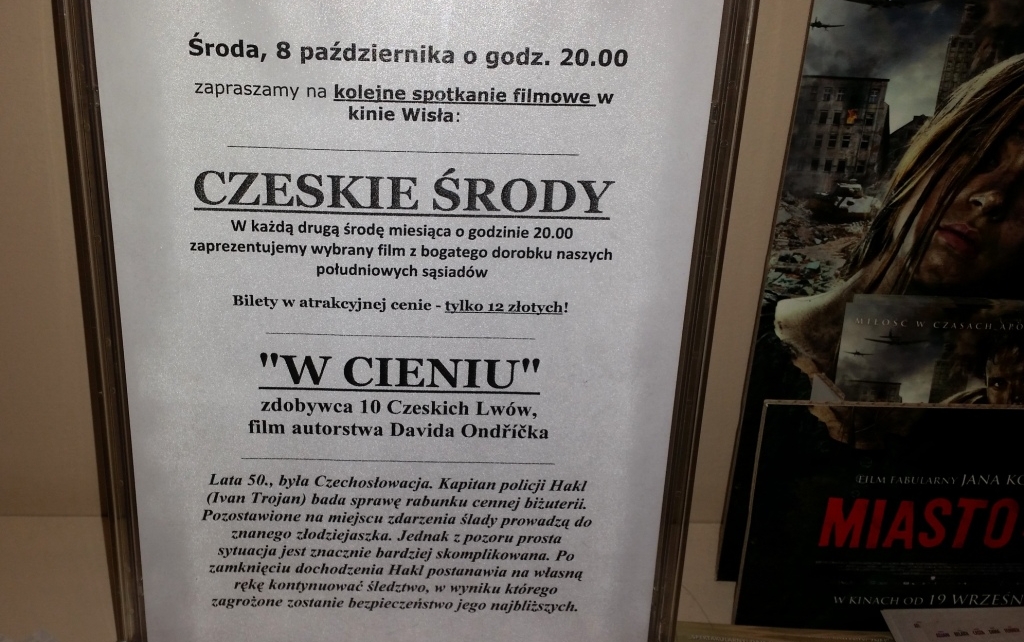 Środa, 8 października o godz. 20.00
zapraszamy na kolejne spotkanie filmowe w
kinie Wisła:
CZESKIE ŚRODY
W każdą drugą środę miesiąca o godzinie 20.00
zaprezentujemy wybrany film z bogatego dorobku naszych
południowych sąsiadów
Bilety w atrakcyjnej cenie - tylko 12 złotych!
"W CIENIU"
zdobywca 10 Czeskich Lwów,
film autorstwa Davida Ondříčka
Lata 50., była Czechosłowacja. Kapitan policji Hakl
(Ivan Trojan) bada sprawę rabunku cennej biżuterii.
Pozostawione na miejscu zdarzenia ślady prowadzą do
znanego złodziejaszka. Jednak z pozoru prosta
sytuacja jest znacznie bardziej skomplikowana. Po
zamknięciu dochodzenia Hakl postanawia na własną
rękę kontynuować śledztwo, w wyniku którego
zagrożone zostanie bezpieczeństwo jego najbliższych.
MIŁOŚĆ W CZASACH
FILM FABULARNY JANA
MIASTO
W KINACH OD 19